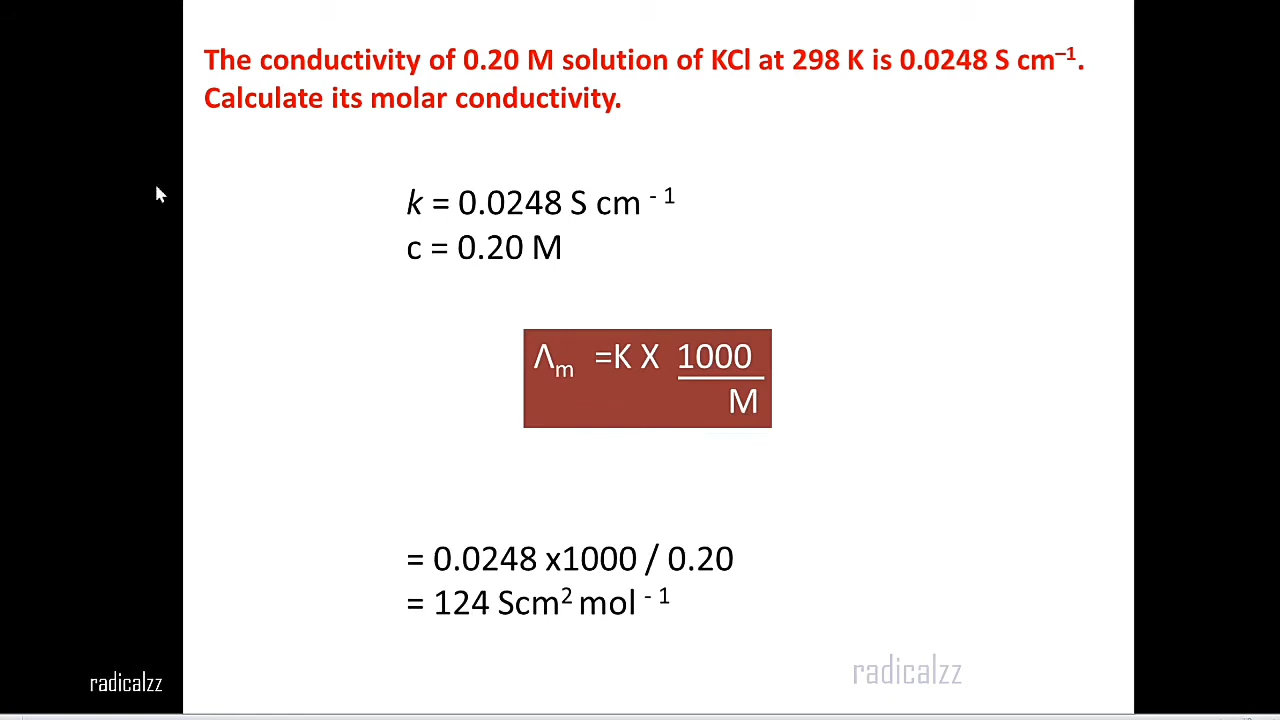 The conductivity of 0.20 M solution of KCl at 298 K is 0.0248 S cm⁻¹.
Calculate its molar conductivity.
k = 0.0248 S cm ⁻ ¹
c = 0.20 M
Λₘ =K X 1000
M
= 0.0248 x1000 / 0.20
= 124 Scm² mol ⁻ ¹
radicalzz
radicalzz